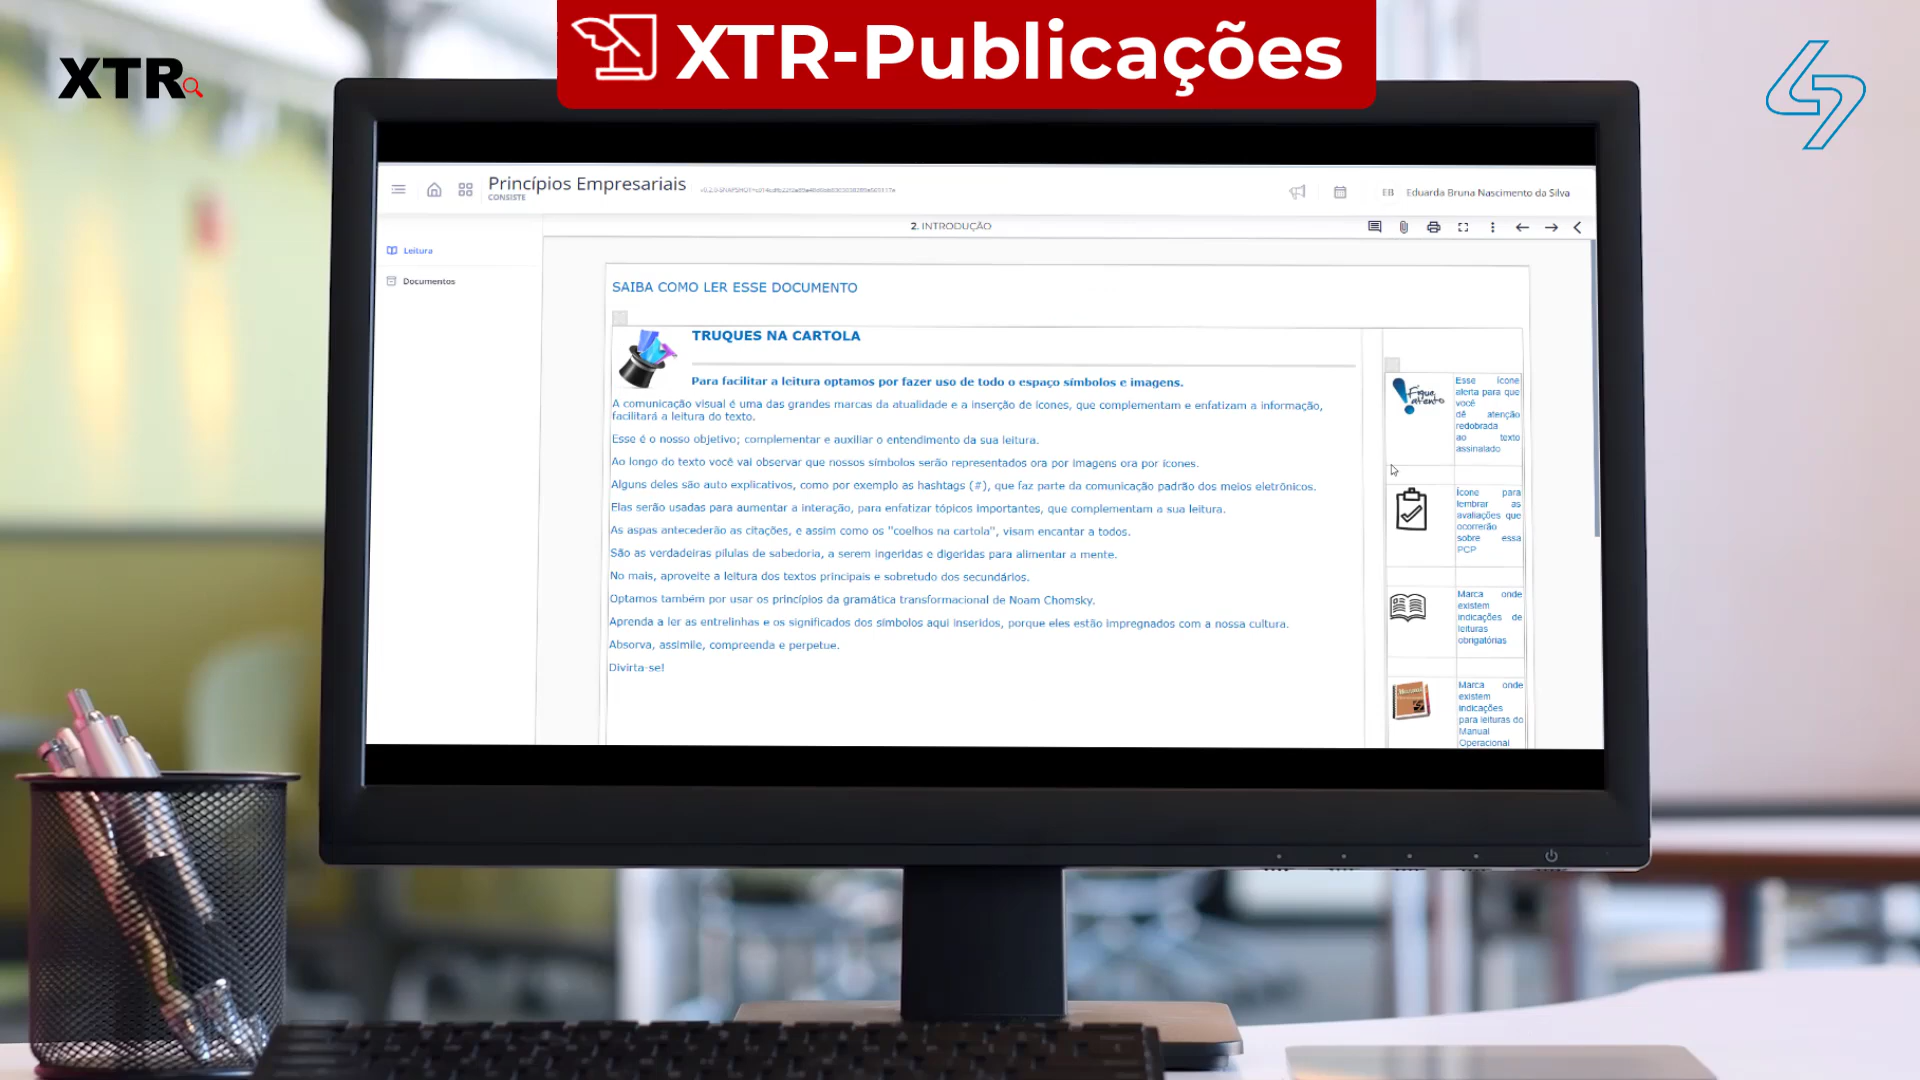 XTR-Publicações
XTR
Princípios Empresariais
CONSISTE
Eduarda Bruna Nascimento da Silva
EB
2. INTRODUÇÃO
Leitura
Documentos
SAIBA COMO LER ESSE DOCUMENTO
TRUQUES NA CARTOLA
Para facilitar a leitura optamos por fazer uso de todo o espaço símbolos e imagens.
A comunicação visual é uma das grandes marcas da atualidade e a inserção de ícones, que complementam e enfatizam a informação,
facilitará a leitura do texto.
Esse é o nosso objetivo; complementar e auxiliar o entendimento da sua leitura.
Ao longo do texto você vai observar que nossos símbolos serão representados ora por imagens ora por ícones.
Alguns deles são auto explicativos, como por exemplo as hashtags (#), que faz parte da comunicação padrão dos meios eletrônicos.
Elas serão usadas para aumentar a interação, para enfatizar tópicos importantes, que complementam a sua leitura.
As aspas antecederão as citações, e assim como os "coelhos na cartola", visam encantar a todos.
São as verdadeiras pílulas de sabedoria, a serem ingeridas e digeridas para alimentar a mente.
No mais, aproveite a leitura dos textos principais e sobretudo dos secundários.
Optamos também por usar os princípios da gramática transformacional de Noam Chomsky.
Aprenda a ler as entrelinhas e os significados dos símbolos aqui inseridos, porque eles estão impregnados com a nossa cultura.
Absorva, assimile, compreenda e perpetue.
Divirta-se!
Fique
atento
Esse ícone
alerta para que
você
dê atenção
redobrada
ao texto
assinalado
Ícone para
lembrar as
avaliações que
ocorrerão
sobre essa
PCP
Marca onde
existem
indicações de
leituras
obrigatórias
Marca onde
existem
indicações
para leituras do
Manual
Operacional